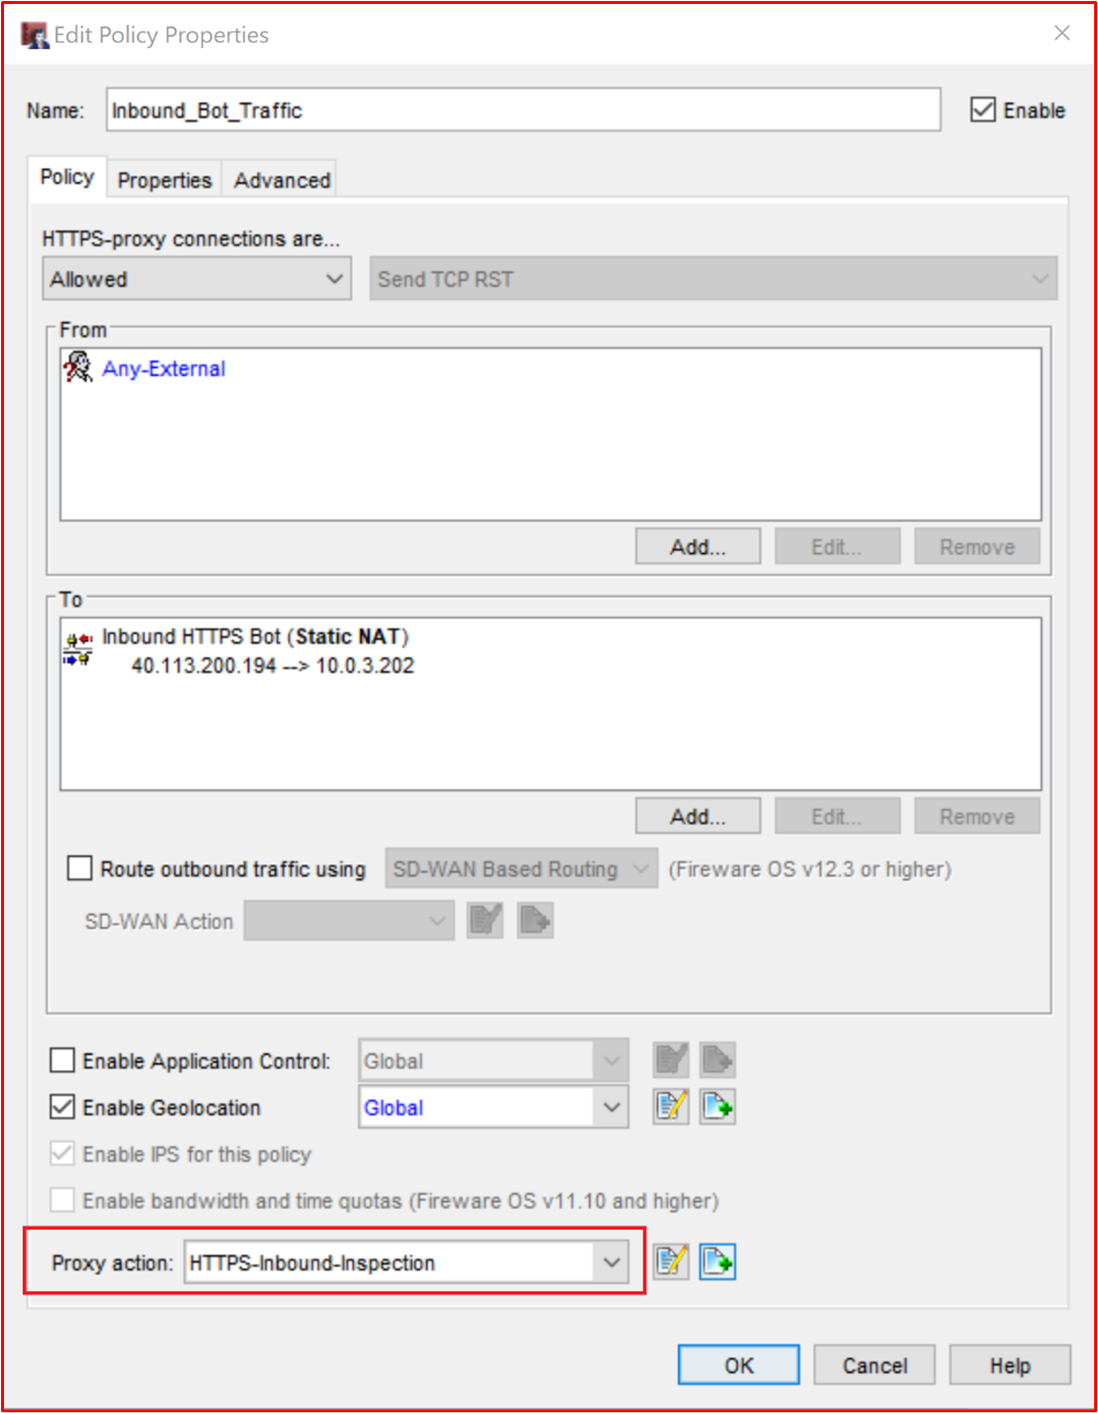 Edit Policy Properties
Name: Inbound_Bot_Traffic Enable
Policy Properties Advanced
HTTPS-proxy connections are...
Allowed Send TCP RST
From
Any-External
Add... Edit... Remove
To
Inbound HTTPS Bot (Static NAT)
40.113.200.194 --> 10.0.3.202
Add... Edit... Remove
Route outbound traffic using SD-WAN Based Routing (Fireware OS v12.3 or higher)
SD-WAN Action
Enable Application Control: Global
Enable Geolocation Global
Enable IPS for this policy
Enable bandwidth and time quotas (Fireware OS v11.10 and higher)
Proxy action: HTTPS-Inbound-Inspection
OK Cancel Help